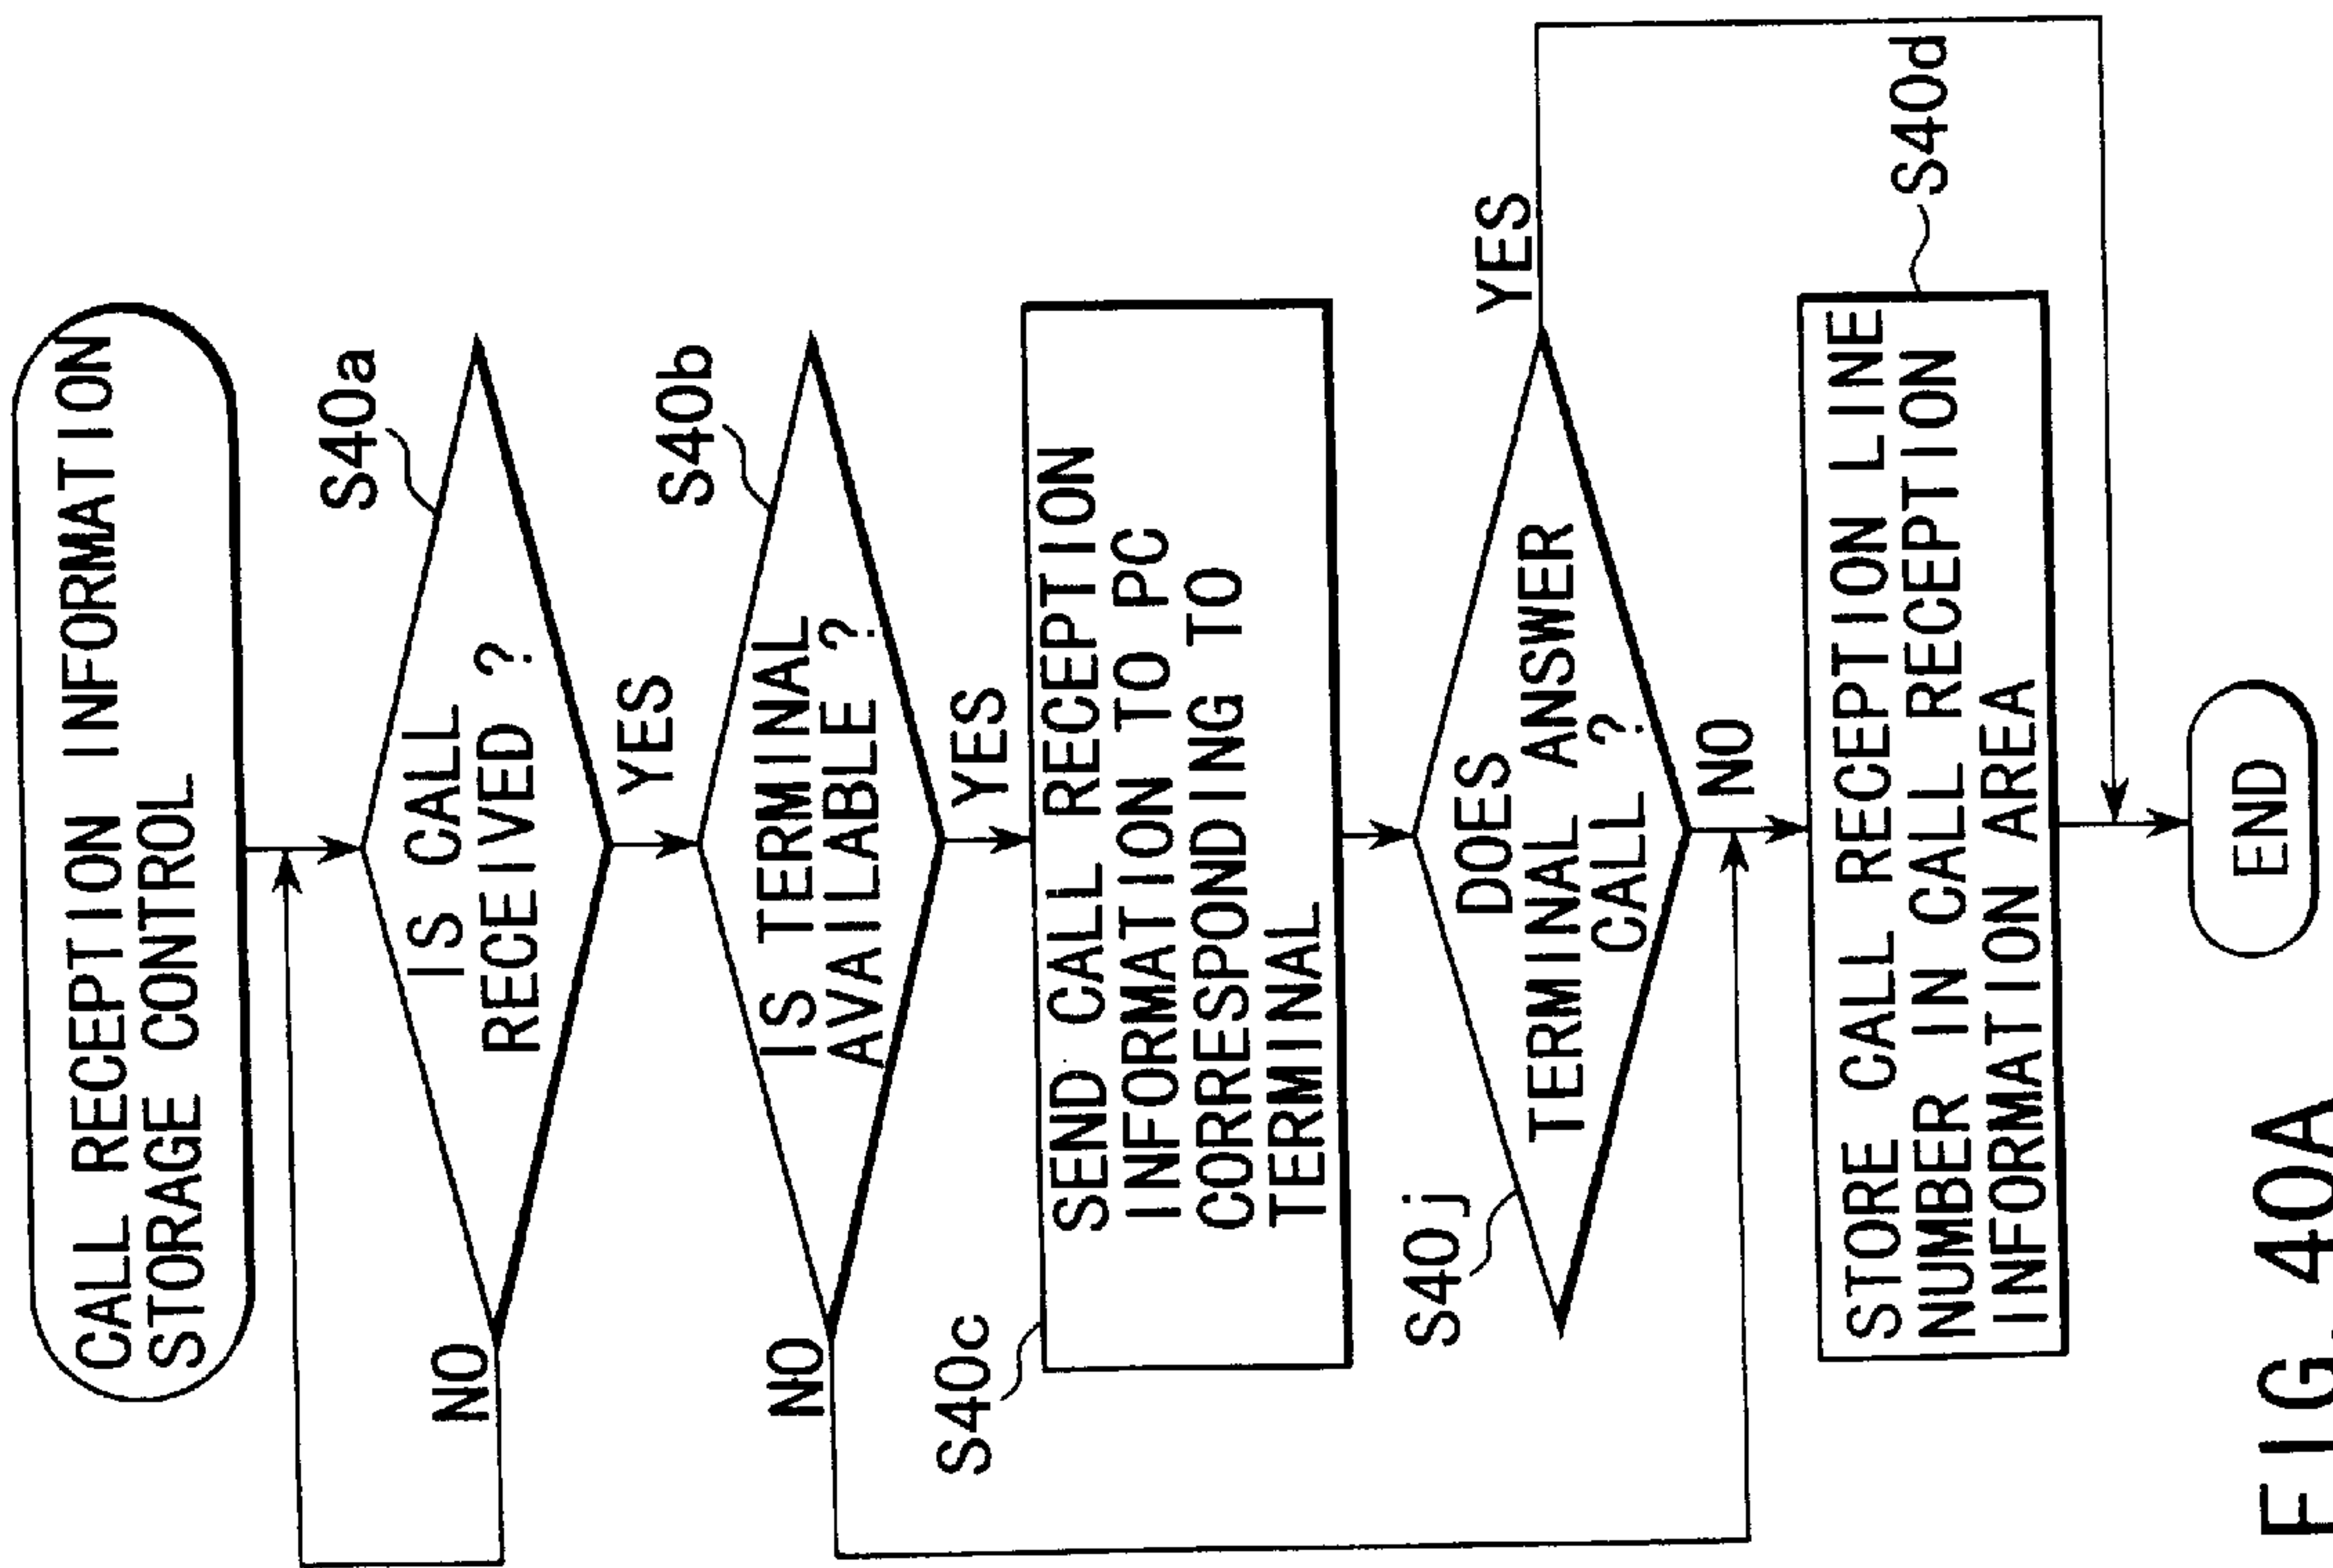 CALL RECEPTION INFORMATION
STORAGE CONTROL
S40a
IS CALL
RECEIVED ?
NO
YES
S40b
IS TERMINAL
AVAILABLE ?
NO
YES
S40c
SEND CALL RECEPTION
INFORMATION TO PC
CORRESPONDING TO
TERMINAL
S40j
DOES
TERMINAL ANSWER
CALL ?
YES
NO
STORE CALL RECEPTION LINE
NUMBER IN CALL RECEPTION
INFORMATION AREA
S40d
END
FIG. 40A